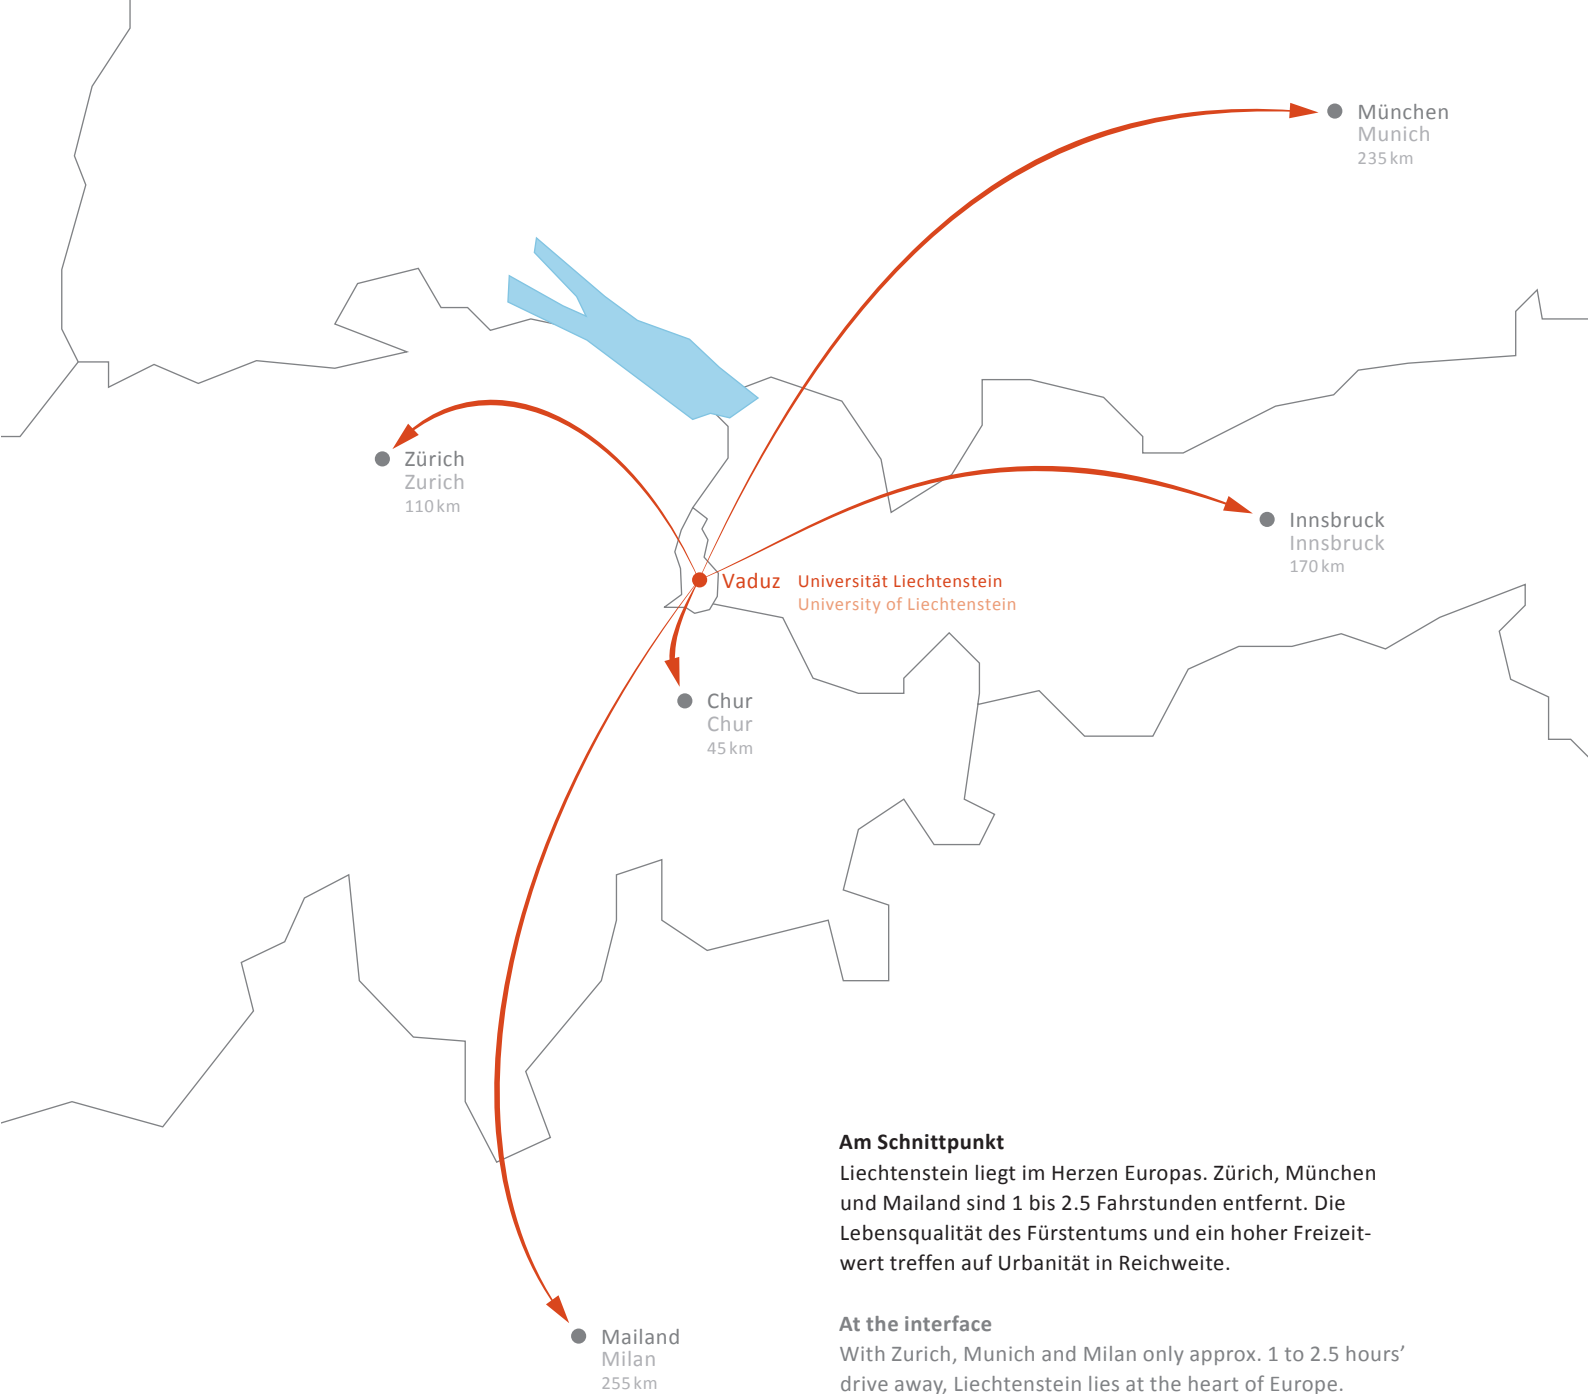 München
Munich
235 km
Zürich
Zurich
110 km
Innsbruck
Innsbruck
170 km
Vaduz Universität Liechtenstein
University of Liechtenstein
Chur
Chur
45 km
Am Schnittpunkt
Liechtenstein liegt im Herzen Europas. Zürich, München
und Mailand sind 1 bis 2.5 Fahrstunden entfernt. Die
Lebensqualität des Fürstentums und ein hoher Freizeit-
wert treffen auf Urbanität in Reichweite.
At the interface
With Zurich, Munich and Milan only approx. 1 to 2.5 hours’
drive away, Liechtenstein lies at the heart of Europe.
Mailand
Milan
255 km